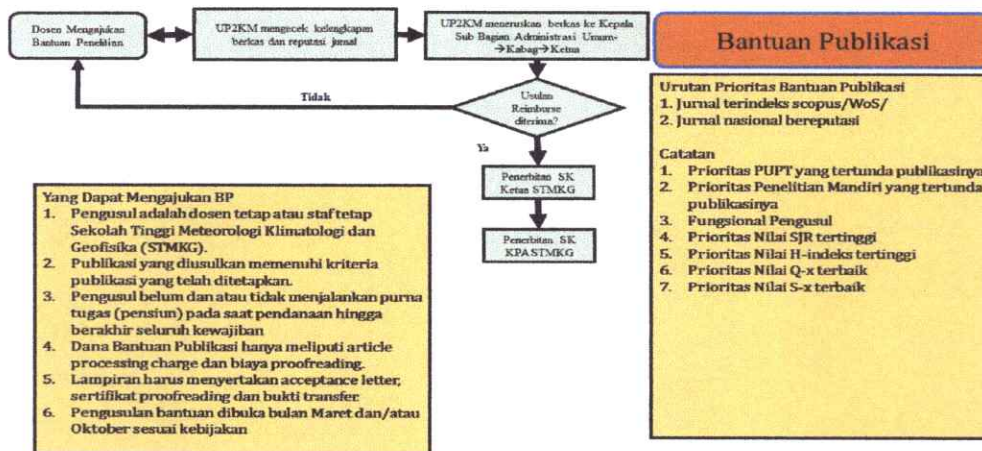 Dosen Mengajukan
Bantuan Penelitian
UP2KM mengecek kelengkapan
berkas dan reputasi jurnal
UP2KM meneruskan berkas ke Kepala
Sub Bagian Administrasi Umum-
→Kabag→Ketua
Bantuan Publikasi
Tidak
Usulan
Reimburse
diterima?
Ya
Penerbitan SK
Ketua STMKG
Penerbitan SK
KPA STMKG
Yang Dapat Mengajukan BP
1. Pengusul adalah dosen tetap atau staf tetap
Sekolah Tinggi Meteorologi Klimatologi dan
Geofisika (STMKG).
2. Publikasi yang diusulkan memenuhi kriteria
publikasi yang telah ditetapkan.
3. Pengusul belum dan atau tidak menjalankan purna
tugas (pensiun) pada saat pendanaan hingga
berakhir seluruh kewajiban
4. Dana Bantuan Publikasi hanya meliputi article
processing charge dan biaya proofreading.
5. Lampiran harus menyertakan acceptance letter,
sertifikat proofreading dan bukti transfer.
6. Pengusulan bantuan dibuka bulan Maret dan/atau
Oktober sesuai kebijakan
Urutan Prioritas Bantuan Publikasi
1. Jurnal terindeks scopus/WoS/
2. Jurnal nasional bereputasi
Catatan
1. Prioritas PUPT yang tertunda publikasinya
2. Prioritas Penelitian Mandiri yang tertunda
publikasinya
3. Fungsional Pengusul
4. Prioritas Nilai SJR tertinggi
5. Prioritas Nilai H-indeks tertinggi
6. Prioritas Nilai Q-x terbaik
7. Prioritas Nilai S-x terbaik